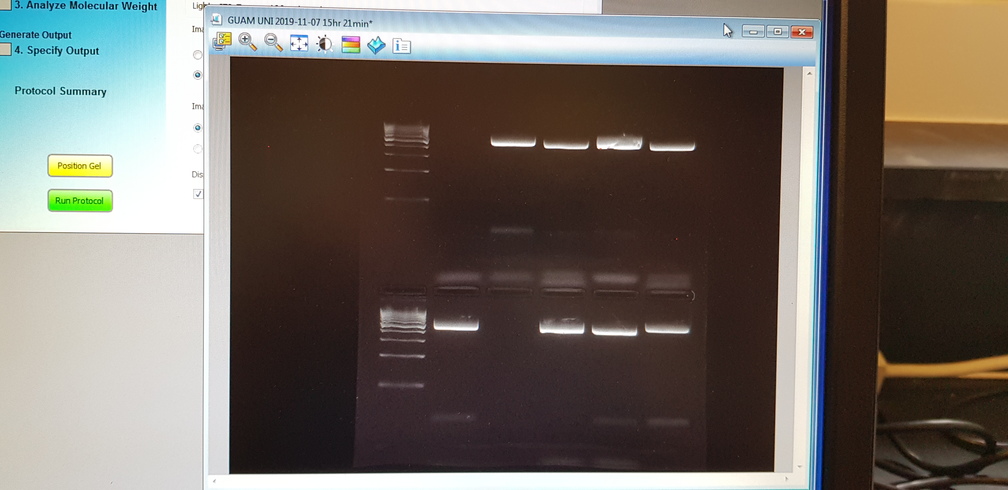 3. Analyze Molecular Weight
Generate Output
4. Specify Output
Protocol Summary
Position Gel
Run Protocol
GUAM UNI 2019-11-07 15hr 21min*
Ima
Ima
Dis